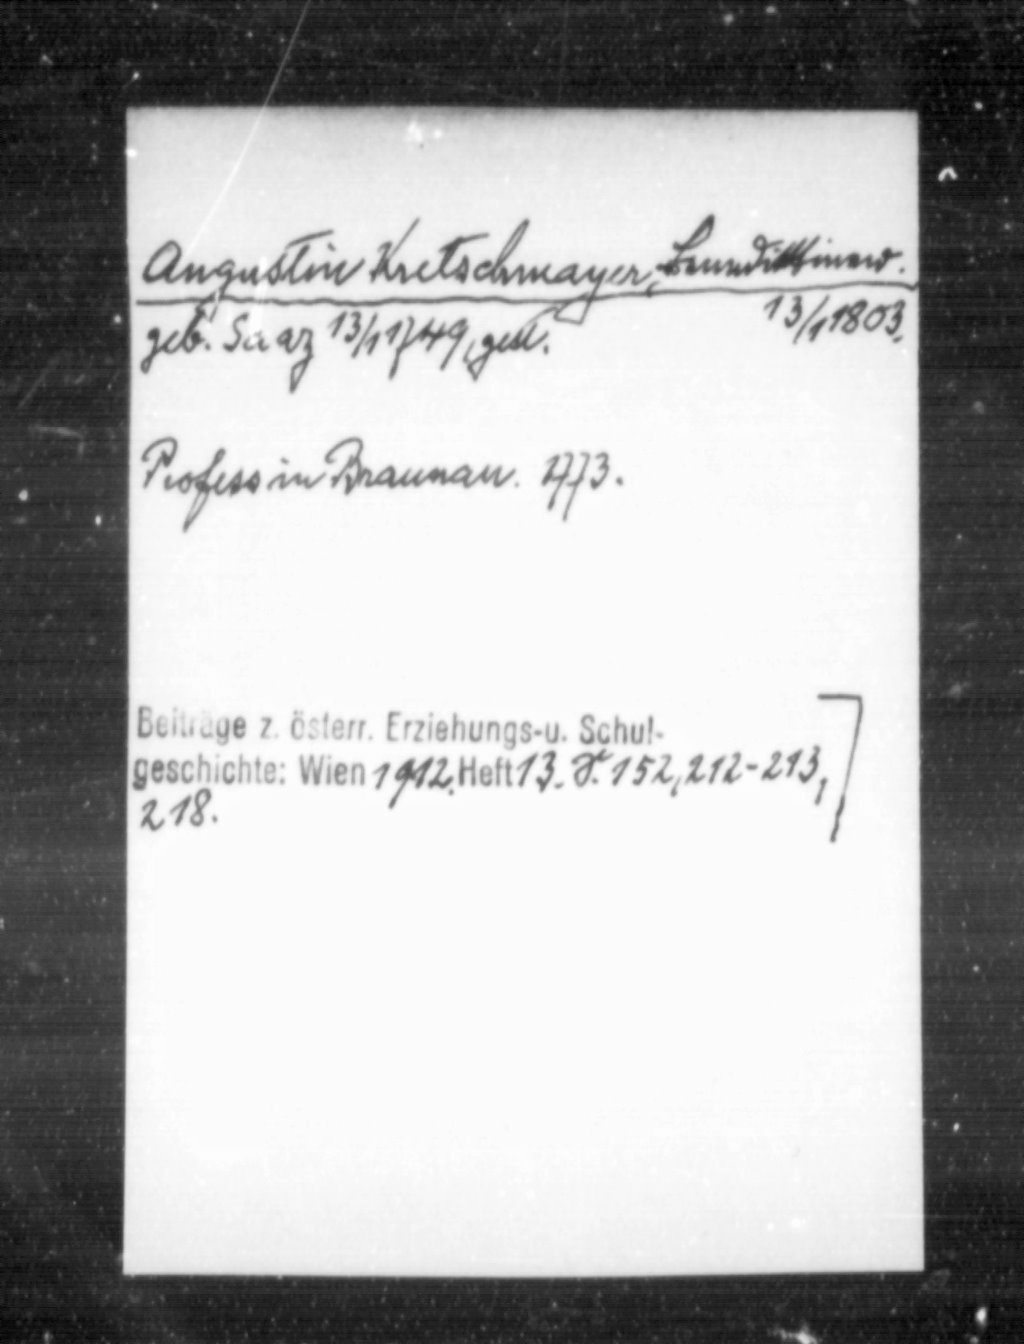 Augustin Kretschmayer, Benediktiner.
geb. Saaz 13/1 1749, gest. 13/1 1803.
Profess in Braunau. 1773.
Beiträge z. österr. Erziehungs-u. Schul-
geschichte: Wien 1912. Heft 13. S. 152, 212-213,
218.